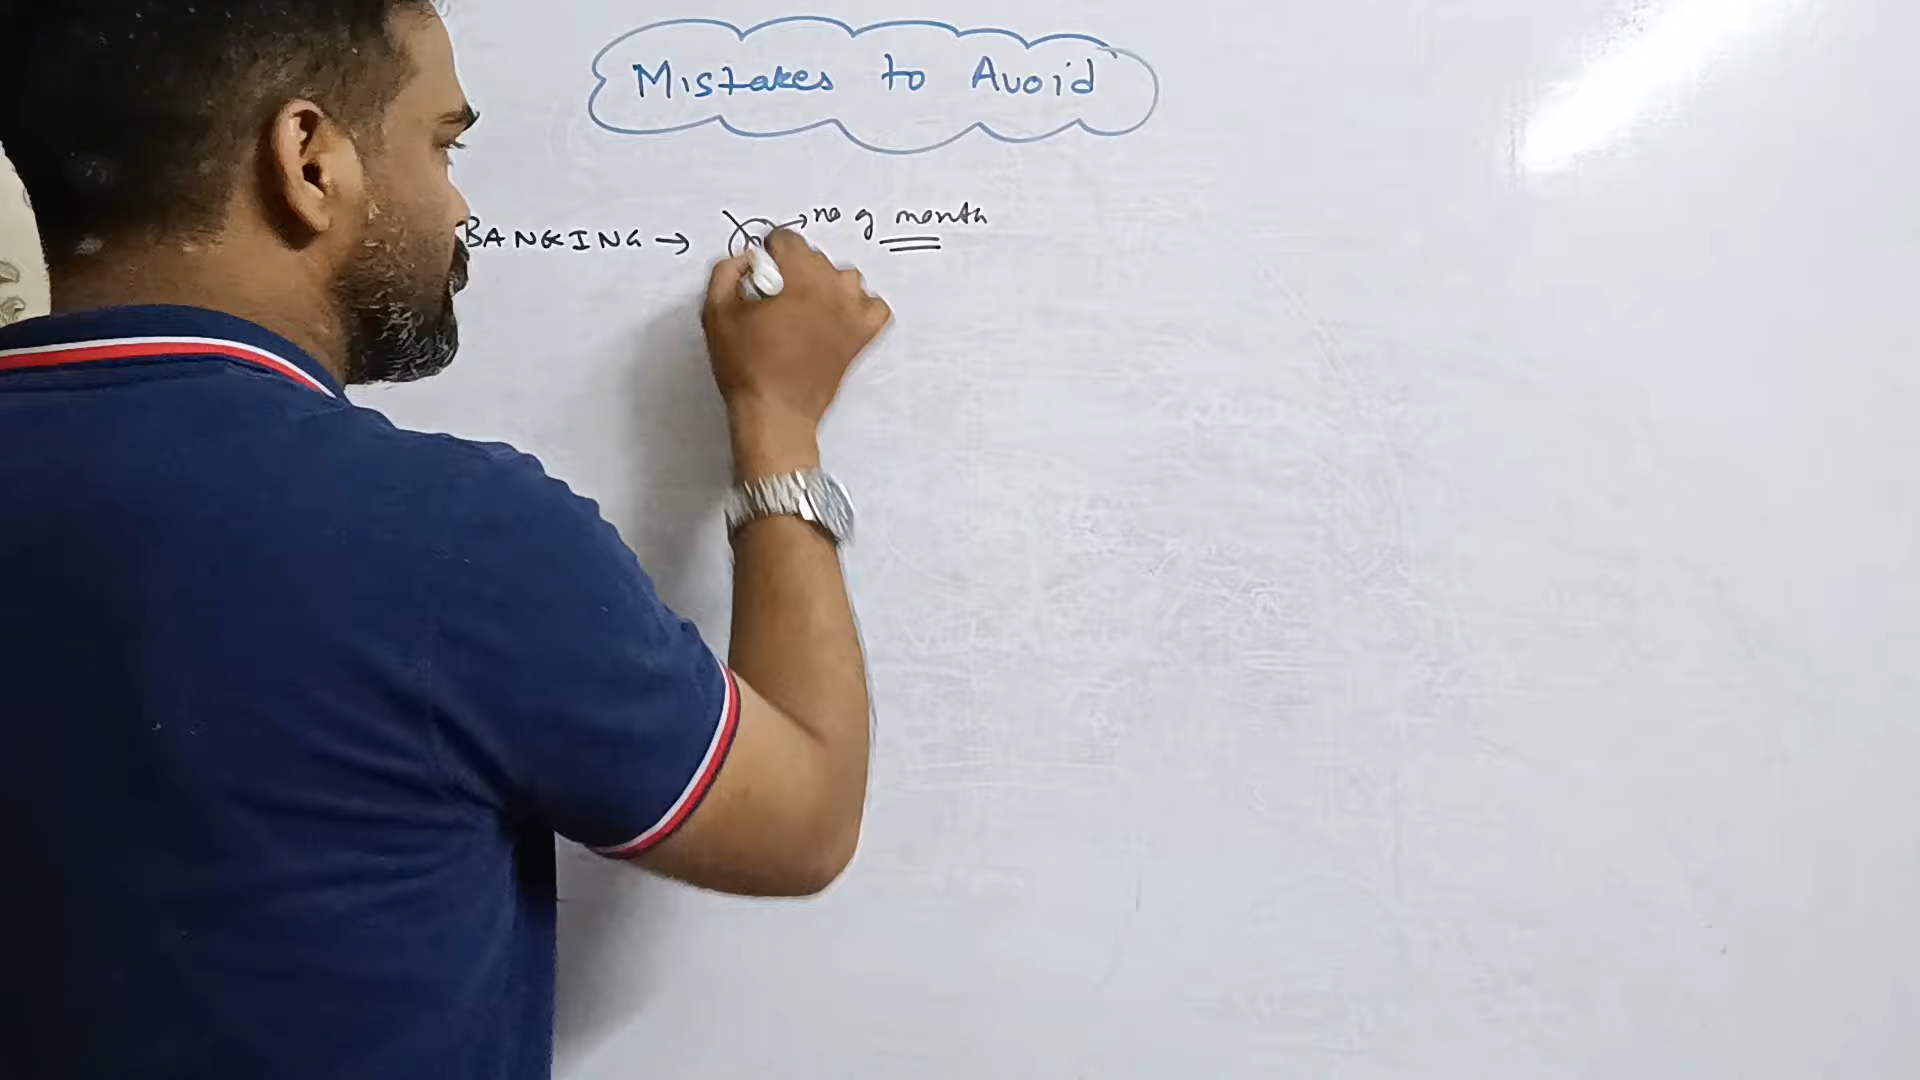 Mistakes to Avoid
BANKING → no of month